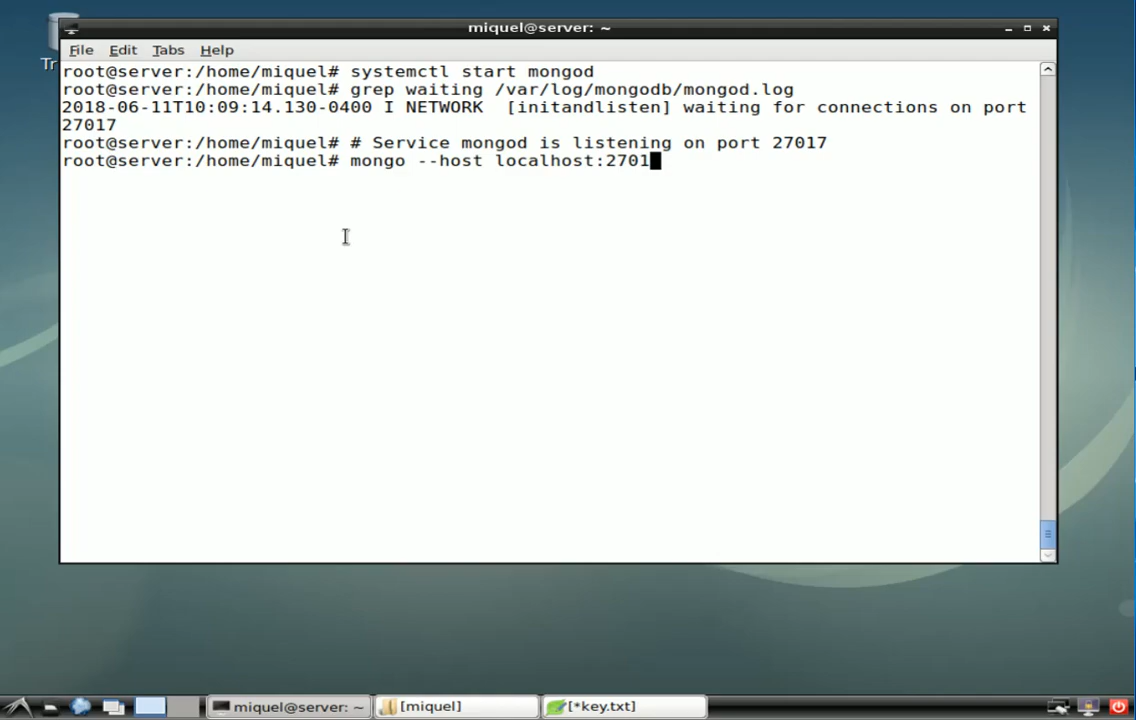 miquel@server: ~
Tr
File Edit Tabs Help
root@server:/home/miquel# systemctl start mongod
root@server:/home/miquel# grep waiting /var/log/mongodb/mongod.log
2018-06-11T10:09:14.130-0400 I NETWORK  [initandlisten] waiting for connections on port
27017
root@server:/home/miquel# # Service mongod is listening on port 27017
root@server:/home/miquel# mongo --host localhost:2701
miquel@server: ~ [miquel] [*key.txt]